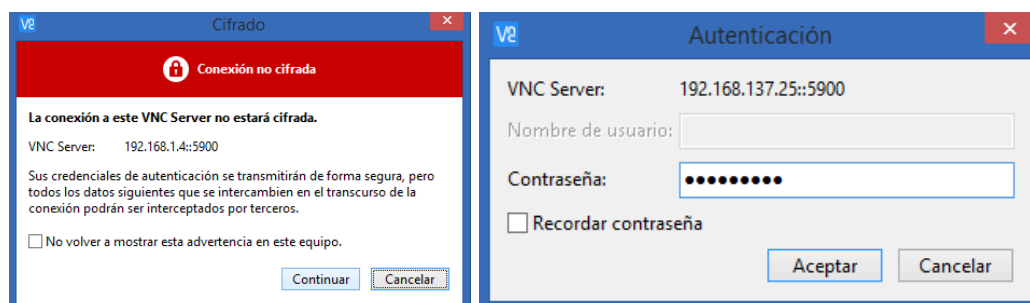 Cifrado
Conexión no cifrada
La conexión a este VNC Server no estará cifrada.
VNC Server: 192.168.1.4::5900
Sus credenciales de autenticación se transmitirán de forma segura, pero
todos los datos siguientes que se intercambien en el transcurso de la
conexión podrán ser interceptados por terceros.
No volver a mostrar esta advertencia en este equipo.
Continuar Cancelar
Autenticación
VNC Server: 192.168.137.25::5900
Nombre de usuario:
Contraseña: •••••••••
Recordar contraseña
Aceptar Cancelar